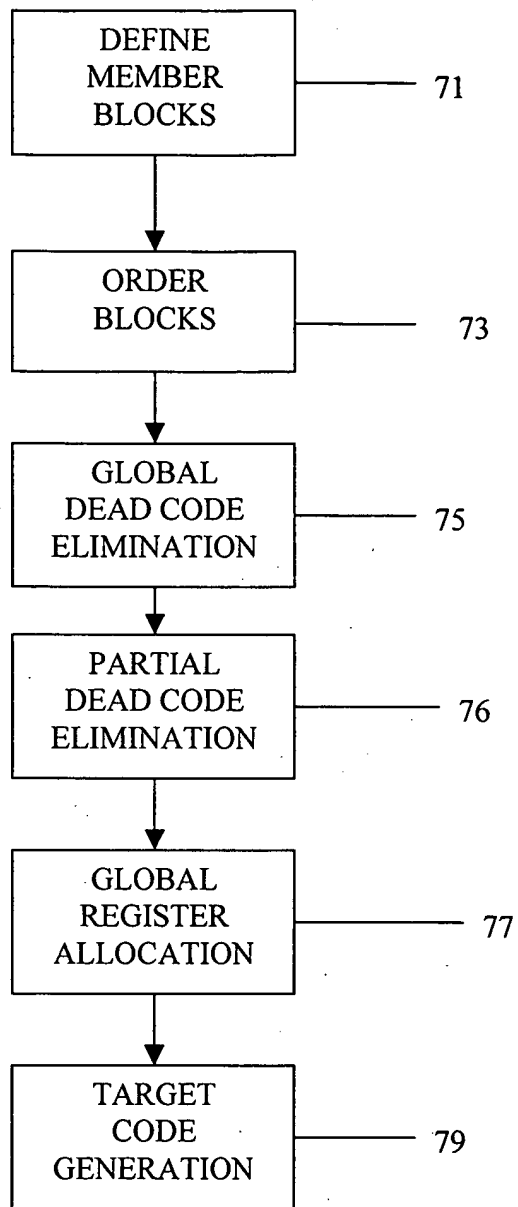 DEFINE
MEMBER
BLOCKS
71
ORDER
BLOCKS
73
GLOBAL
DEAD CODE
ELIMINATION
75
PARTIAL
DEAD CODE
ELIMINATION
76
GLOBAL
REGISTER
ALLOCATION
77
TARGET
CODE
GENERATION
79